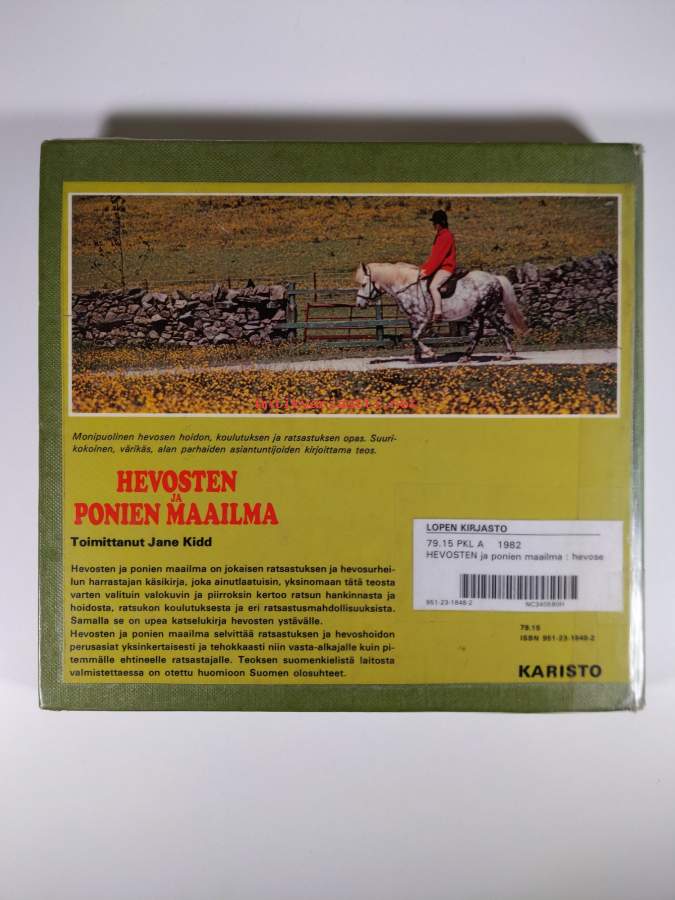 Monipuolinen hevosen hoidon, koulutuksen ja ratsastuksen opas. Suuri-
kokoinen, värikäs, alan parhaiden asiantuntijoiden kirjoittama teos.
HEVOSTEN
JA
PONIEN MAAILMA
Toimittanut Jane Kidd
Hevosten ja ponien maailma on jokaisen ratsastuksen ja hevosurhei-
lun harrastajan käsikirja, joka ainutlaatuisin, yksinomaan tätä teosta
varten valituin valokuvin ja piirroksin kertoo ratsun hankinnasta ja
hoidosta, ratsukon koulutuksesta ja eri ratsastusmahdollisuuksista.
Samalla se on upea katselukirja hevosten ystävälle.
Hevosten ja ponien maailma selvittää ratsastuksen ja hevoshoidon
perusasiat yksinkertaisesti ja tehokkaasti niin vasta-alkajalle kuin pi-
temmälle ehtineelle ratsastajalle. Teoksen suomenkielistä laitosta
valmistettaessa on otettu huomioon Suomen olosuhteet.
LOPEN KIRJASTO
79.15 PKL A 1982
HEVOSTEN ja ponien maailma : hevose
951-23-1848-2
79.15
ISBN 951-23-1848-2
KARISTO